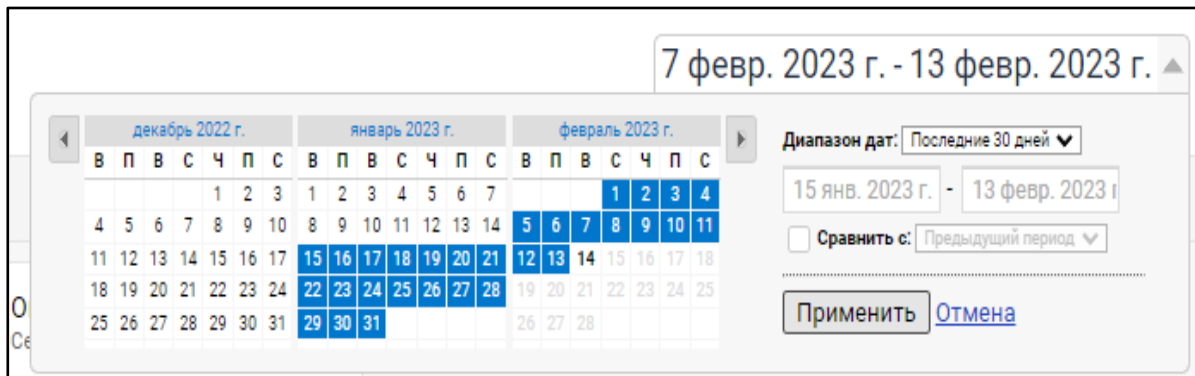 7 февр. 2023 г. - 13 февр. 2023 г.
декабрь 2022 г. январь 2023 г. февраль 2023 г.
В П В С Ч П С В П В С Ч П С В П В С Ч П С
1 2 3 1 2 3 4 5 6 7 1 2 3 4
4 5 6 7 8 9 10 8 9 10 11 12 13 14 5 6 7 8 9 10 11
11 12 13 14 15 16 17 15 16 17 18 19 20 21 12 13 14 15 16 17 18
18 19 20 21 22 23 24 22 23 24 25 26 27 28 19 20 21 22 23 24 25
25 26 27 28 29 30 31 29 30 31 26 27 28
Диапазон дат: Последние 30 дней
15 янв. 2023 г. - 13 февр. 2023 г
Сравнить с: Предыдущий период
Применить Отмена